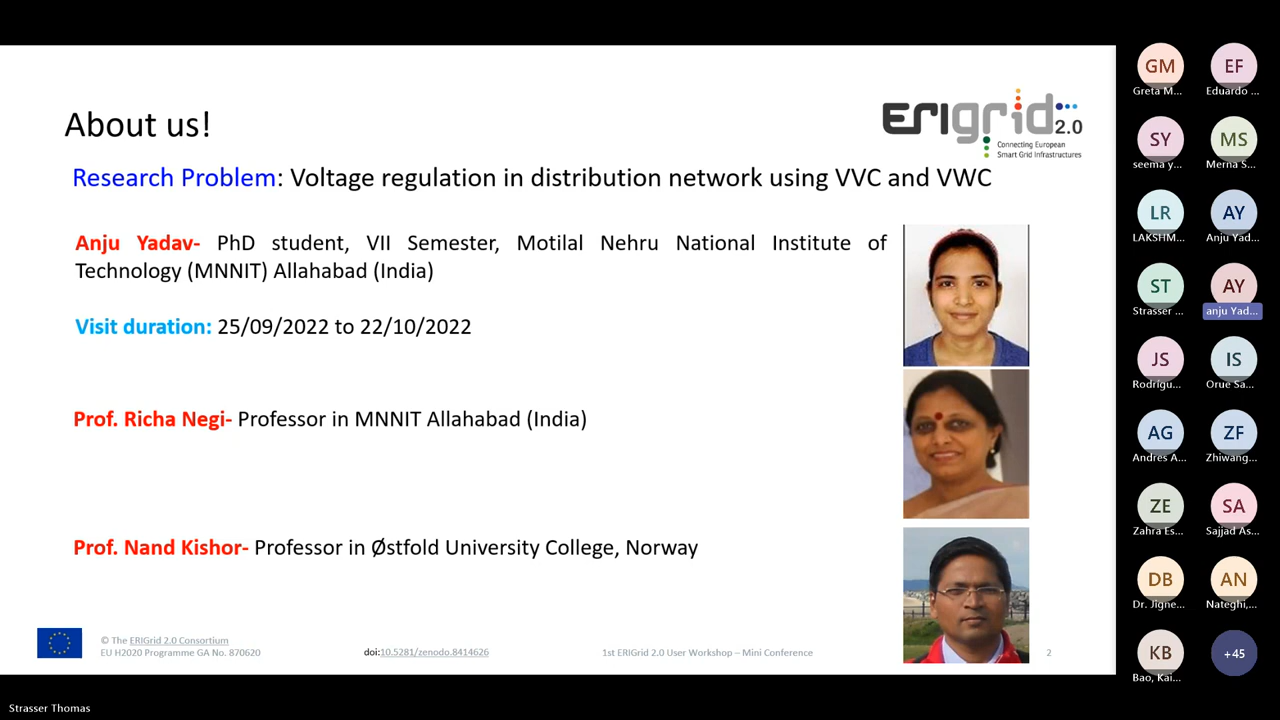 About us!
ERIgrid 2.0
Connecting European
Smart Grid Infrastructures
Research Problem: Voltage regulation in distribution network using VVC and VWC
Anju Yadav- PhD student, VII Semester, Motilal Nehru National Institute of
Technology (MNNIT) Allahabad (India)
Visit duration: 25/09/2022 to 22/10/2022
Prof. Richa Negi- Professor in MNNIT Allahabad (India)
Prof. Nand Kishor- Professor in Østfold University College, Norway
© The ERIGrid 2.0 Consortium
EU H2020 Programme GA No. 870620
doi:10.5281/zenodo.8414626
1st ERIGrid 2.0 User Workshop – Mini Conference
2
GM
Greta M...
EF
Eduardo ...
SY
seema y...
MS
Merna S...
LR
LAKSHM...
AY
Anju Yad...
ST
Strasser ...
AY
anju Yad...
JS
Rodrigu...
IS
Orue Sa...
AG
Andres A...
ZF
Zhiwang...
ZE
Zahra Es...
SA
Sajjad As...
DB
Dr. Jigne...
AN
Nateghi,...
KB
Bao, Kai...
+45
Strasser Thomas